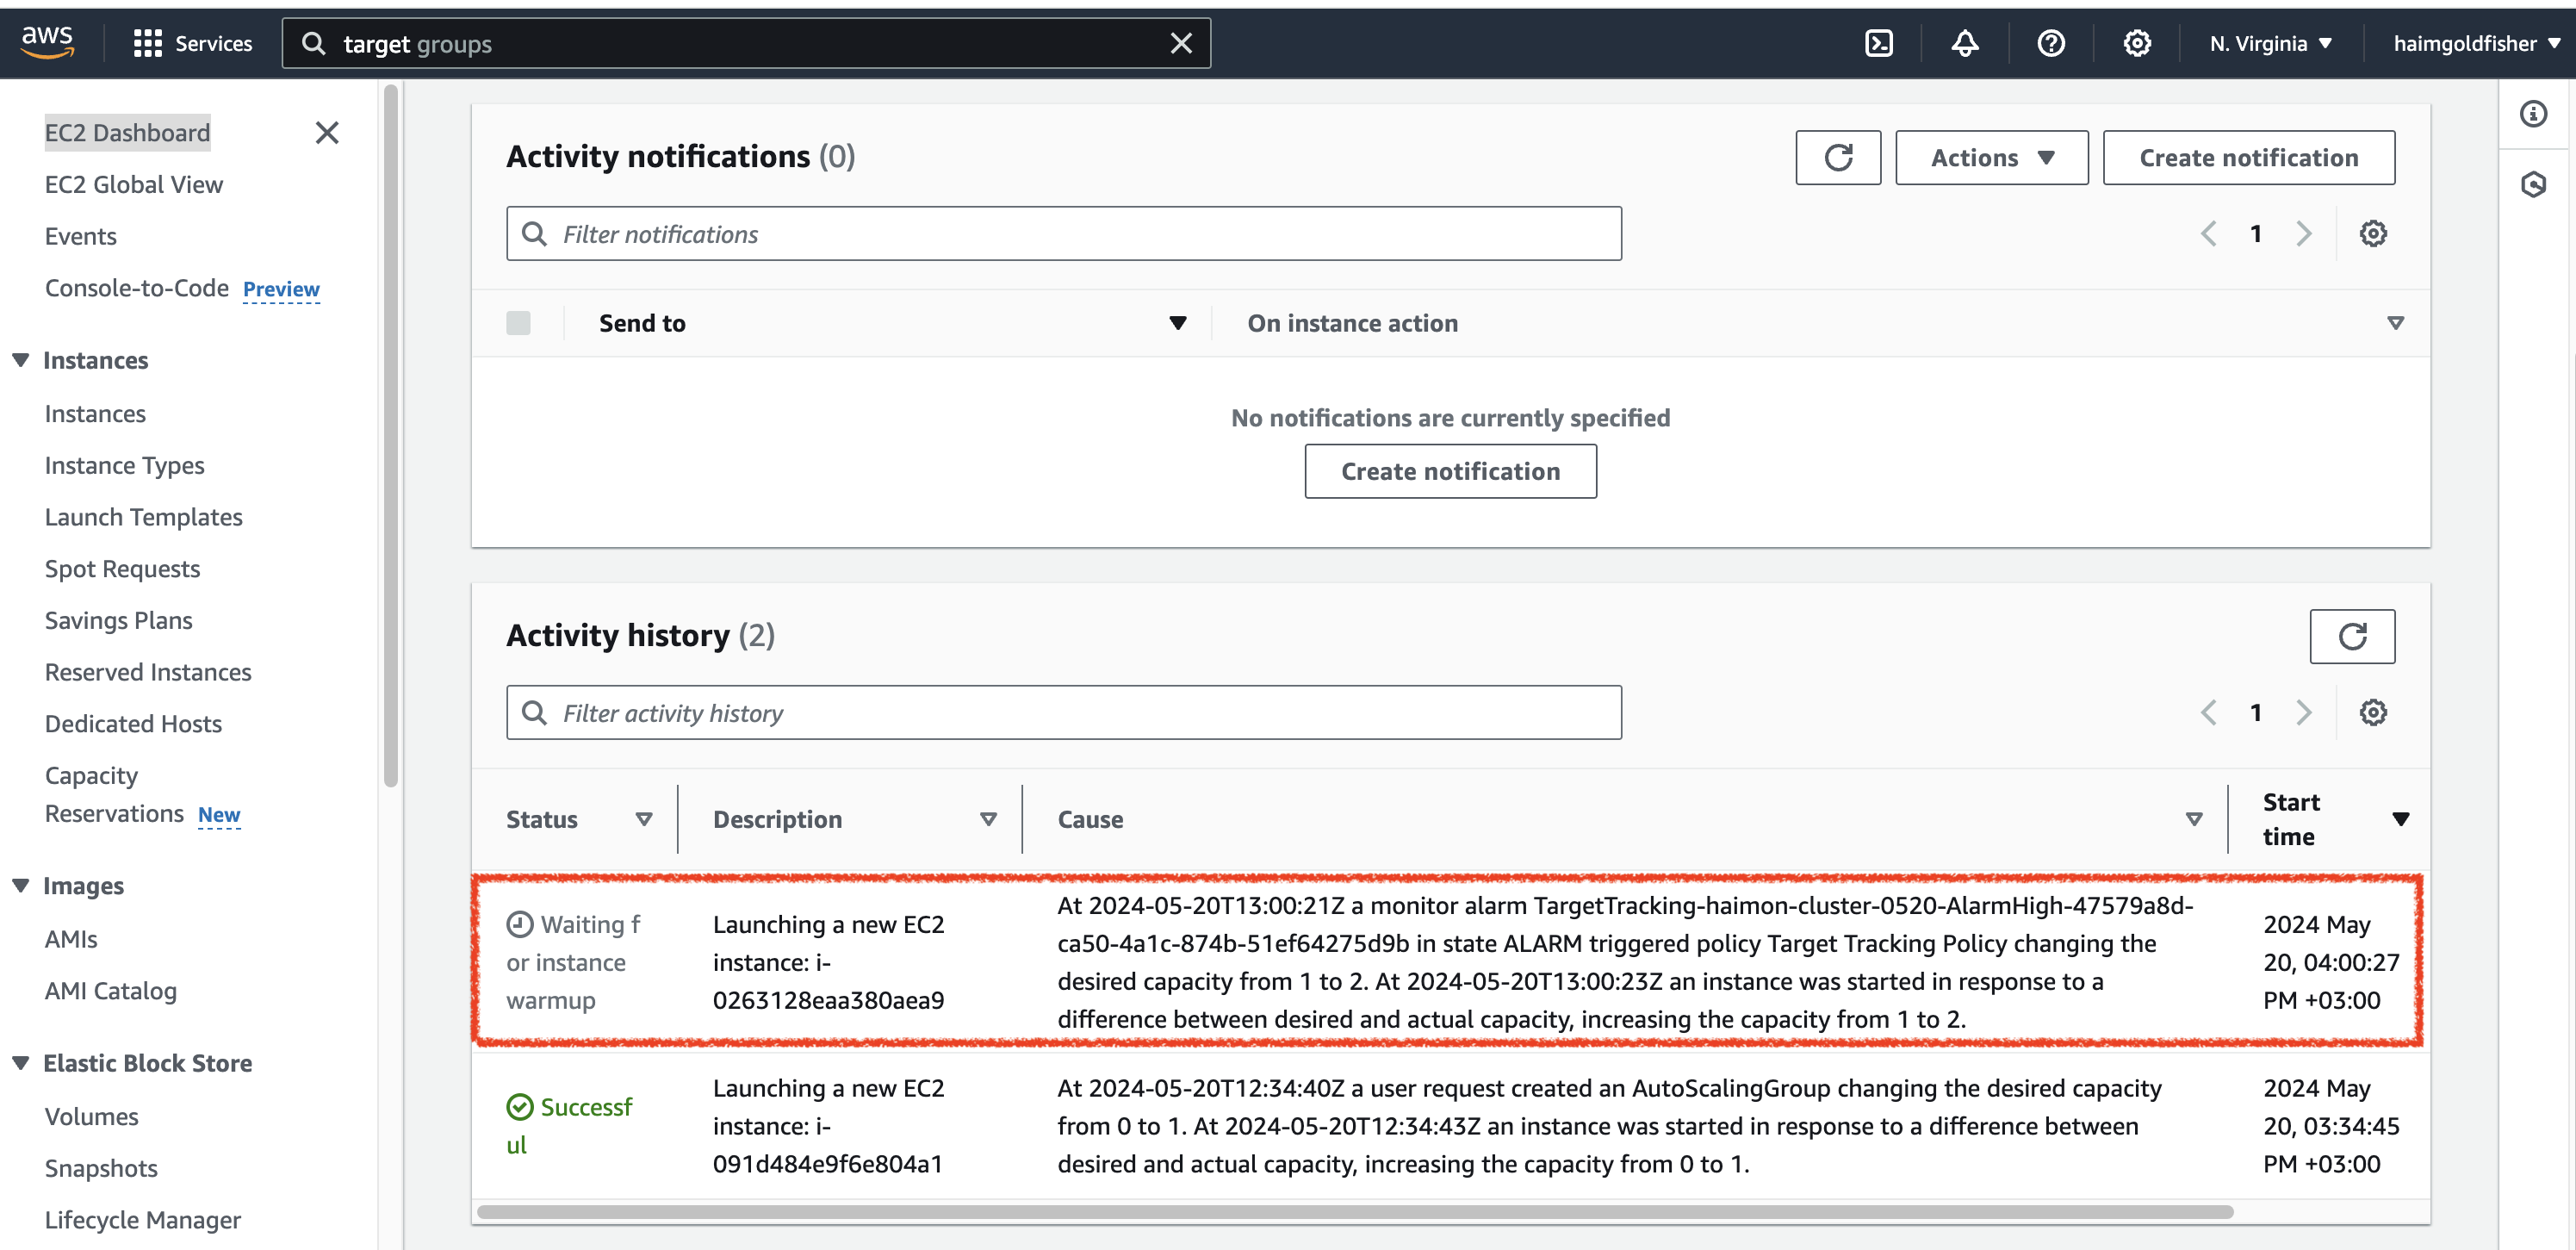 aws
Services
target groups
N. Virginia
haimgoldfisher
EC2 Dashboard
EC2 Global View
Events
Console-to-Code Preview
Instances
Instances
Instance Types
Launch Templates
Spot Requests
Savings Plans
Reserved Instances
Dedicated Hosts
Capacity
Reservations New
Images
AMIs
AMI Catalog
Elastic Block Store
Volumes
Snapshots
Lifecycle Manager
Activity notifications (0)
Actions
Create notification
Filter notifications
1
Send to
On instance action
No notifications are currently specified
Create notification
Activity history (2)
Filter activity history
1
Status
Description
Cause
Start
time
Waiting f
or instance
warmup
Launching a new EC2
instance: i-
0263128eaa380aea9
At 2024-05-20T13:00:21Z a monitor alarm TargetTracking-haimon-cluster-0520-AlarmHigh-47579a8d-
ca50-4a1c-874b-51ef64275d9b in state ALARM triggered policy Target Tracking Policy changing the
desired capacity from 1 to 2. At 2024-05-20T13:00:23Z an instance was started in response to a
difference between desired and actual capacity, increasing the capacity from 1 to 2.
2024 May
20, 04:00:27
PM +03:00
Successf
ul
Launching a new EC2
instance: i-
091d484e9f6e804a1
At 2024-05-20T12:34:40Z a user request created an AutoScalingGroup changing the desired capacity
from 0 to 1. At 2024-05-20T12:34:43Z an instance was started in response to a difference between
desired and actual capacity, increasing the capacity from 0 to 1.
2024 May
20, 03:34:45
PM +03:00